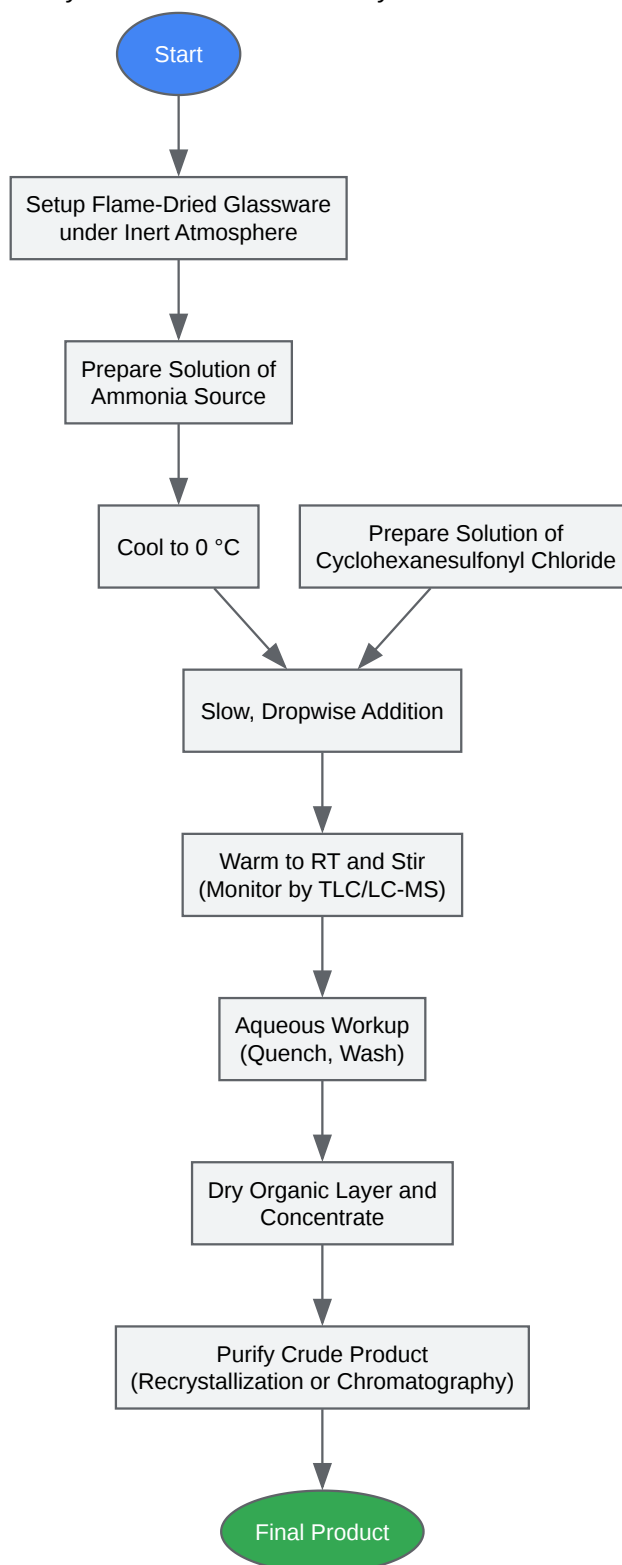 Start
Setup Flame-Dried Glassware
under Inert Atmosphere
Prepare Solution of
Ammonia Source
Cool to 0 °C
Prepare Solution of
Cyclohexanesulfonyl Chloride
Slow, Dropwise Addition
Warm to RT and Stir
(Monitor by TLC/LC-MS)
Aqueous Workup
(Quench, Wash)
Dry Organic Layer and
Concentrate
Purify Crude Product
(Recrystallization or Chromatography)
Final Product